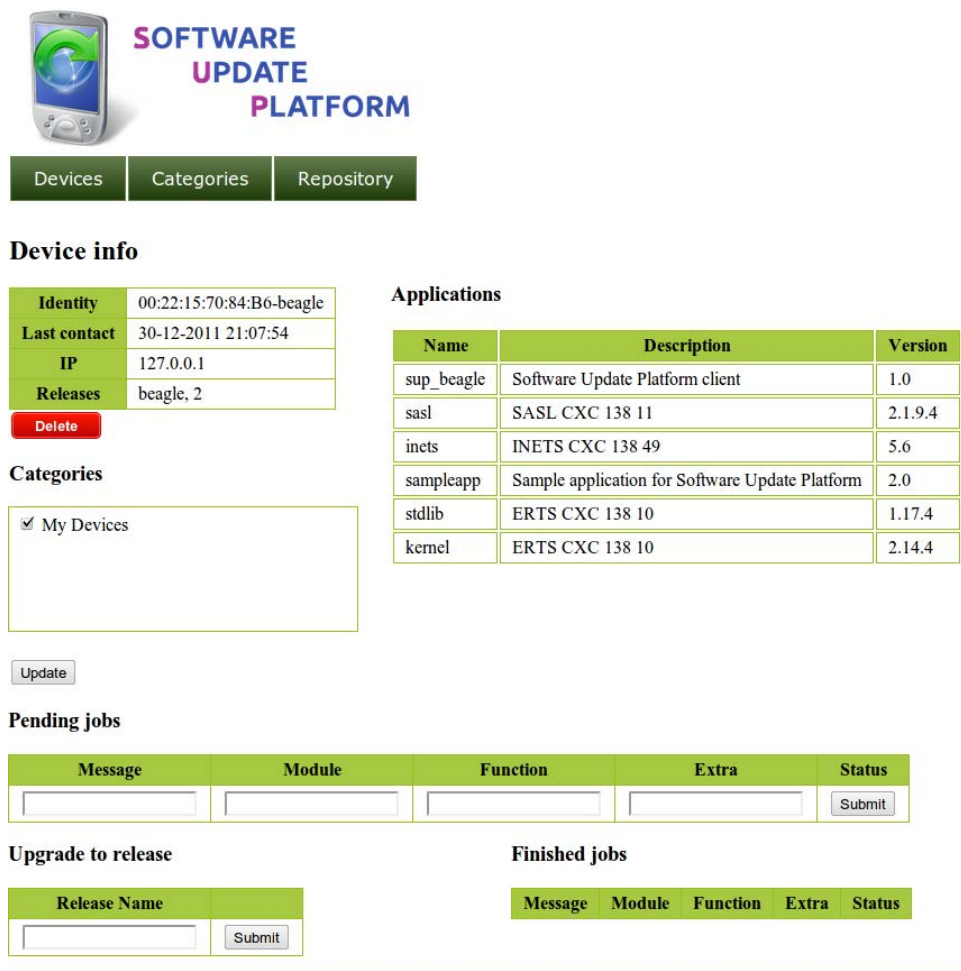 SOFTWARE
UPDATE
PLATFORM
Devices Categories Repository
Device info
Identity 00:22:15:70:84:B6-beagle
Last contact 30-12-2011 21:07:54
IP 127.0.0.1
Releases beagle, 2
Delete
Categories
My Devices
Update
Applications
Name Description Version
sup_beagle Software Update Platform client 1.0
sasl SASL CXC 138 11 2.1.9.4
inets INETS CXC 138 49 5.6
sampleapp Sample application for Software Update Platform 2.0
stdlib ERTS CXC 138 10 1.17.4
kernel ERTS CXC 138 10 2.14.4
Pending jobs
Message Module Function Extra Status
Submit
Upgrade to release
Release Name
Submit
Finished jobs
Message Module Function Extra Status